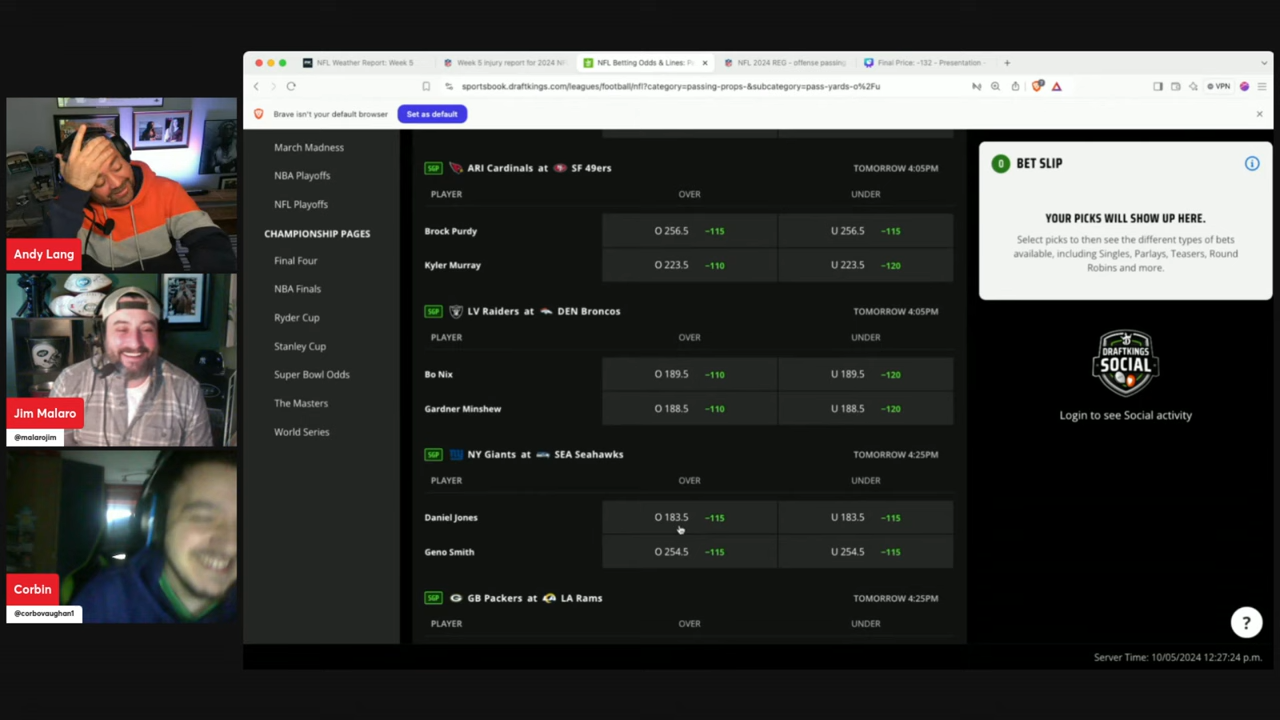 NFL Weather Report: Week 5
Week 5 injury report for 2024 NF
NFL Betting Odds & Lines: P
NFL 2024 REG - offense passing
Final Price: -132 - Presentation
sportsbook.draftkings.com/leagues/football/nfl?category=passing-props-&subcategory=pass-yards-o%2Fu
VPN
Brave isn't your default browser
Set as default
Andy Lang
Jim Malaro
@malarojim
Corbin
@corbovaughan1
March Madness
NBA Playoffs
NFL Playoffs
CHAMPIONSHIP PAGES
Final Four
NBA Finals
Ryder Cup
Stanley Cup
Super Bowl Odds
The Masters
World Series
SGP ARI Cardinals at SF 49ers TOMORROW 4:05PM
PLAYER OVER UNDER
Brock Purdy O 256.5 −115 U 256.5 −115
Kyler Murray O 223.5 −110 U 223.5 −120
SGP LV Raiders at DEN Broncos TOMORROW 4:05PM
PLAYER OVER UNDER
Bo Nix O 189.5 −110 U 189.5 −120
Gardner Minshew O 188.5 −110 U 188.5 −120
SGP NY Giants at SEA Seahawks TOMORROW 4:25PM
PLAYER OVER UNDER
Daniel Jones O 183.5 −115 U 183.5 −115
Geno Smith O 254.5 −115 U 254.5 −115
SGP GB Packers at LA Rams TOMORROW 4:25PM
PLAYER OVER UNDER
0 BET SLIP
YOUR PICKS WILL SHOW UP HERE.
Select picks to then see the different types of bets
available, including Singles, Parlays, Teasers, Round
Robins and more.
DRAFTKINGS
SOCIAL
Login to see Social activity
?
Server Time: 10/05/2024 12:27:24 p.m.